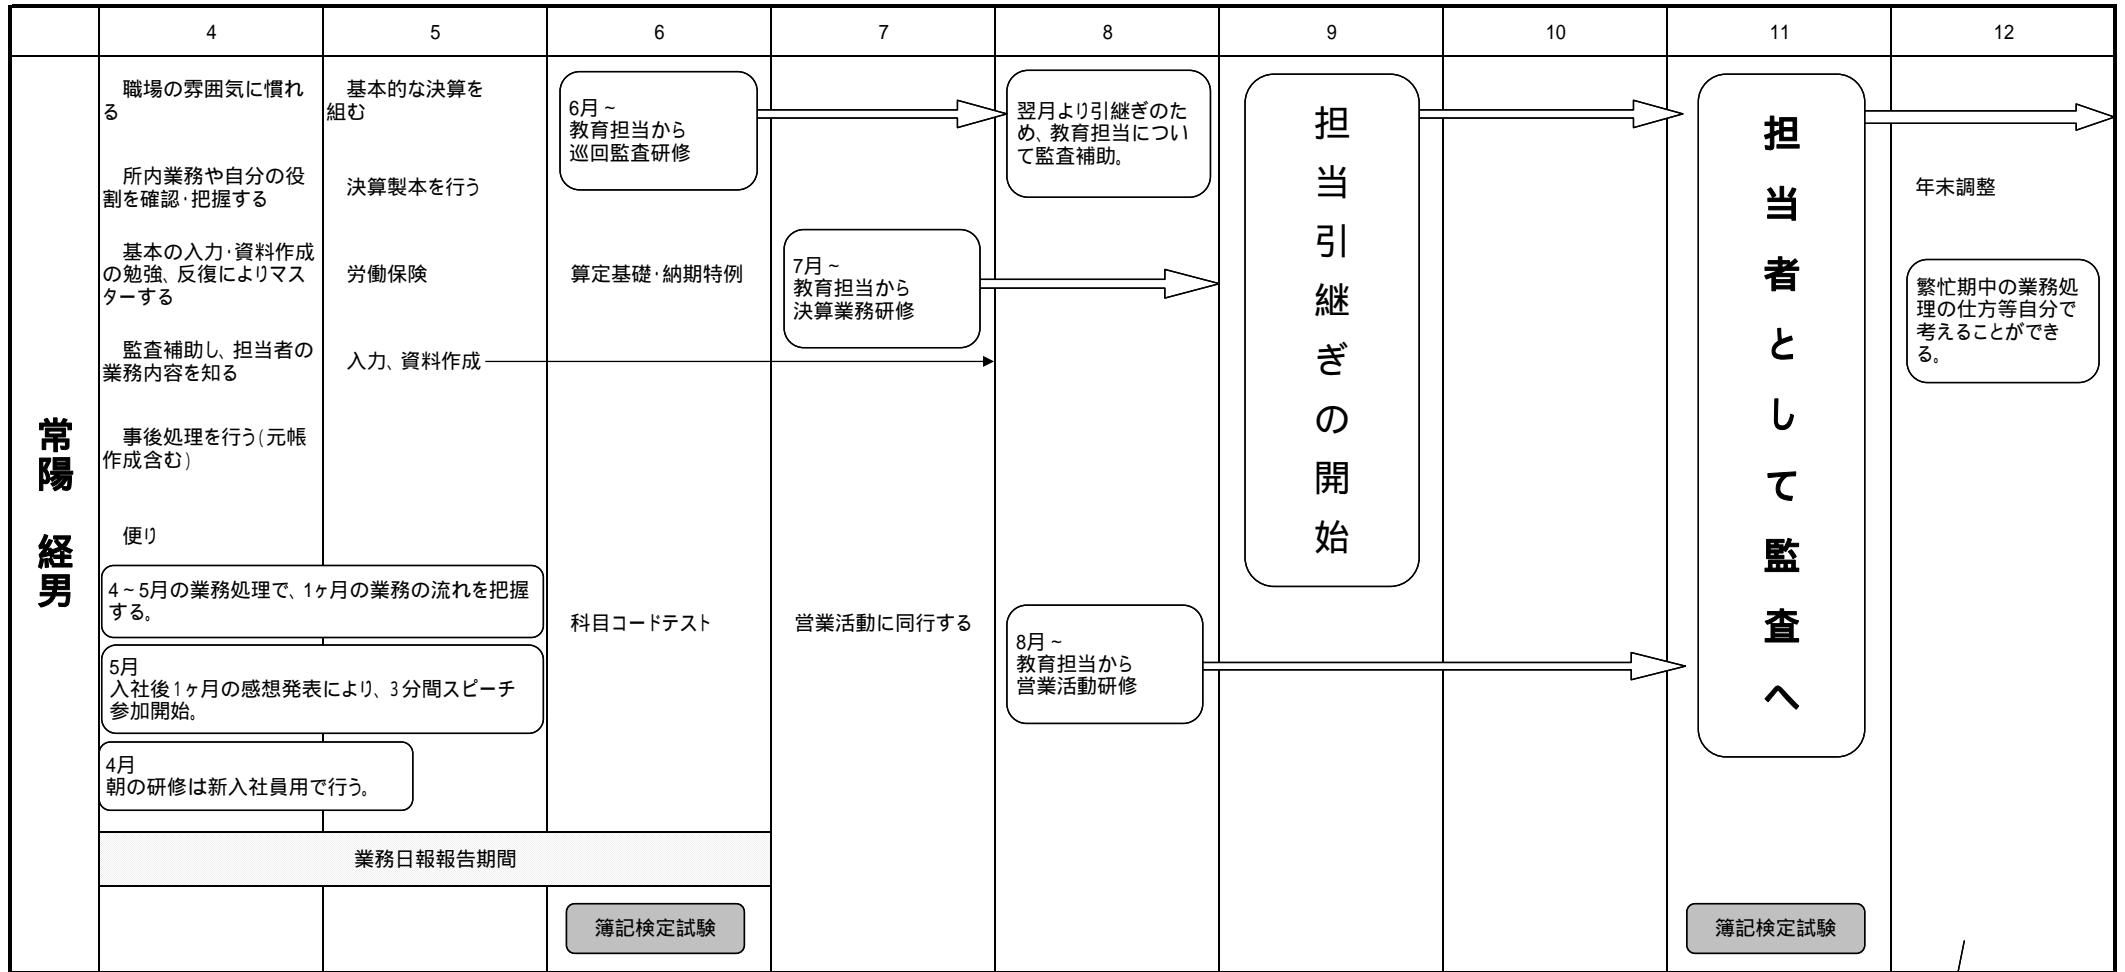 4
5
6
7
8
9
10
11
12
常陽 経男
職場の雰囲気に慣れ
る
所内業務や自分の役
割を確認・把握する
基本の入力・資料作成
の勉強、反復によりマス
ターする
監査補助し、担当者の
業務内容を知る
事後処理を行う(元帳
作成含む)
便り
基本的な決算を
組む
決算製本を行う
労働保険
入力、資料作成
4~5月の業務処理で、1ヶ月の業務の流れを把握
する。
5月
入社後1ヶ月の感想発表により、3分間スピーチ
参加開始。
4月
朝の研修は新入社員用で行う。
業務日報報告期間
6月~
教育担当から
巡回監査研修
算定基礎・納期特例
科目コードテスト
簿記検定試験
7月~
教育担当から
決算業務研修
営業活動に同行する
翌月より引継ぎのた
め、教育担当につい
て監査補助。
8月~
教育担当から
営業活動研修
担当引継ぎの開始
担当者として監査へ
簿記検定試験
年末調整
繁忙期中の業務処
理の仕方等自分で
考えることができ
る。